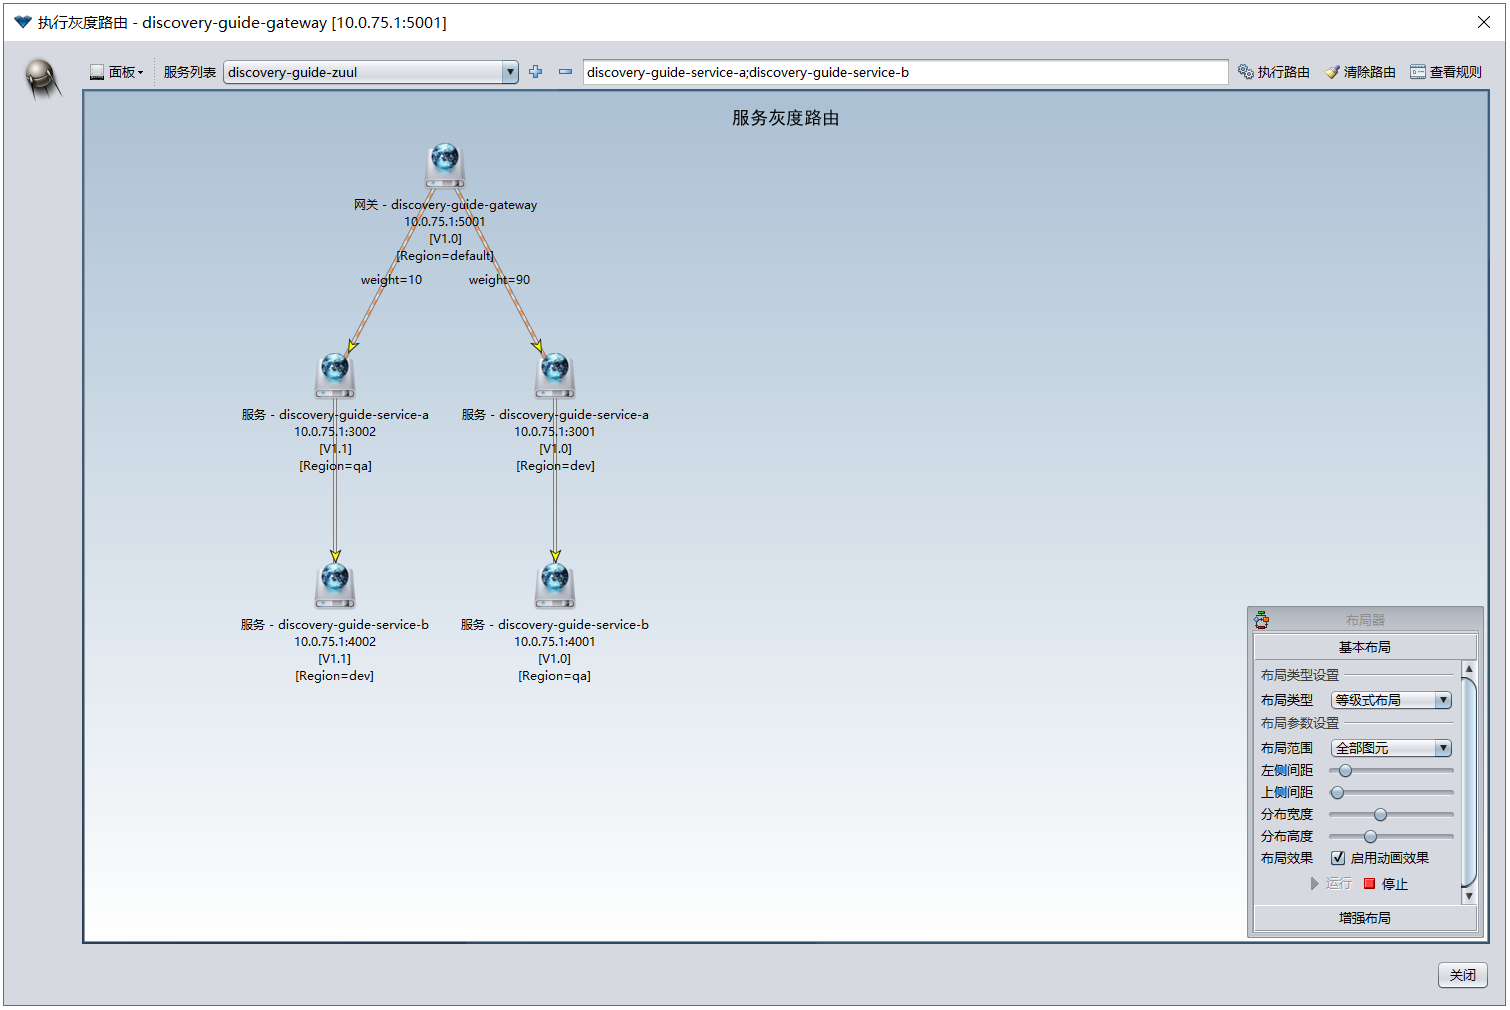 执行灰度路由 - discovery-guide-gateway [10.0.75.1:5001]
面板 服务列表 discovery-guide-zuul discovery-guide-service-a;discovery-guide-service-b 执行路由 清除路由 查看规则
服务灰度路由
网关 - discovery-guide-gateway
10.0.75.1:5001
[V1.0]
[Region=default]
weight=10 weight=90
服务 - discovery-guide-service-a
10.0.75.1:3002
[V1.1]
[Region=qa]
服务 - discovery-guide-service-a
10.0.75.1:3001
[V1.0]
[Region=dev]
服务 - discovery-guide-service-b
10.0.75.1:4002
[V1.1]
[Region=dev]
服务 - discovery-guide-service-b
10.0.75.1:4001
[V1.0]
[Region=qa]
布局器
基本布局
布局类型设置
布局类型 等级式布局
布局参数设置
布局范围 全部图元
左侧间距
上侧间距
分布宽度
分布高度
布局效果 启用动画效果
运行 停止
增强布局
关闭